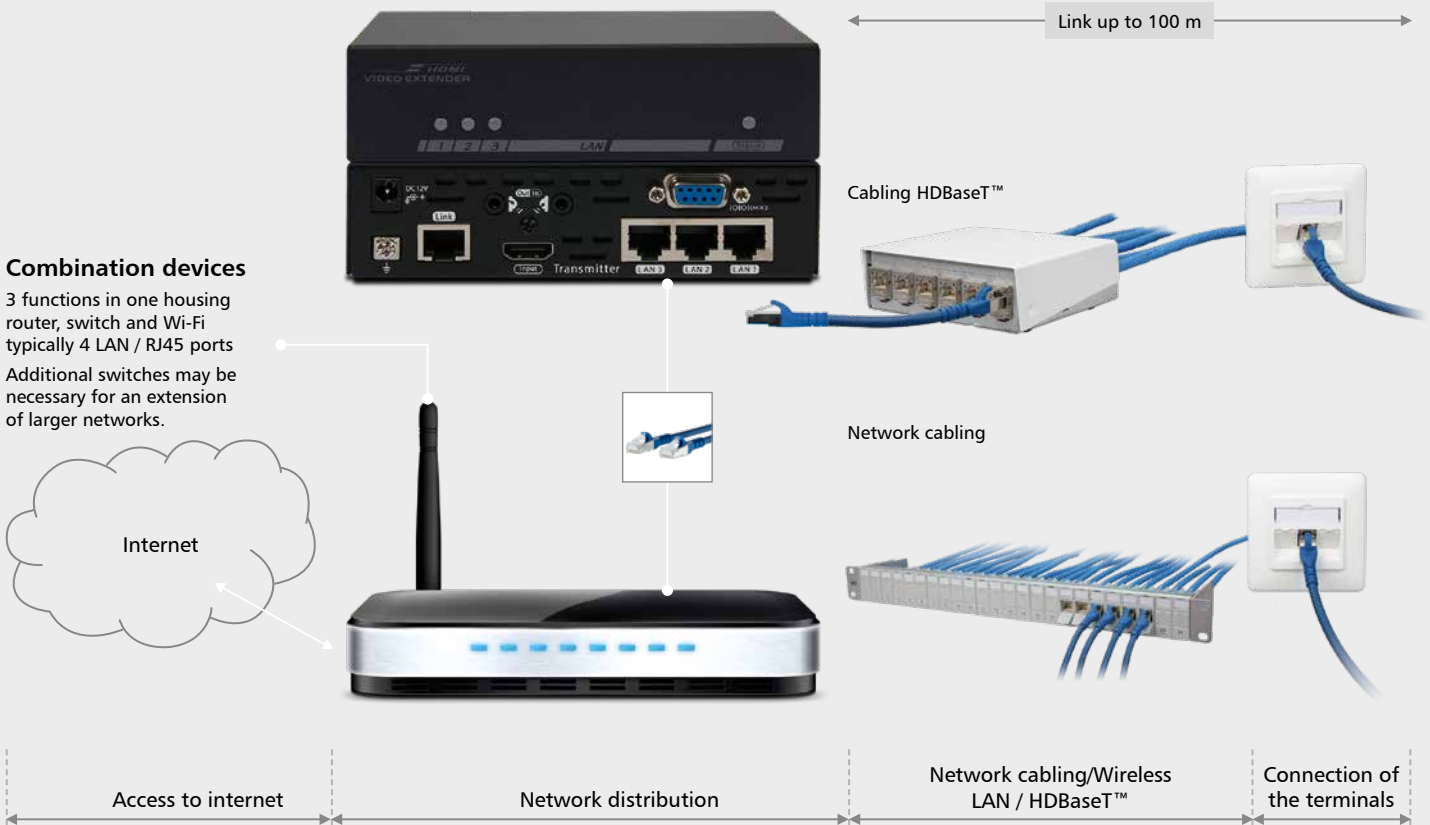 Link up to 100 m
HDMI
VIDEO EXTENDER
1 2 3 LAN
DC12V
Out In
Link
Input
Transmitter
LAN 3 LAN 2 LAN 1
Cabling HDBaseT™
Combination devices
3 functions in one housing
router, switch and Wi-Fi
typically 4 LAN / RJ45 ports
Additional switches may be
necessary for an extension
of larger networks.
Internet
Network cabling
Access to internet
Network distribution
Network cabling/Wireless
LAN / HDBaseT™
Connection of
the terminals